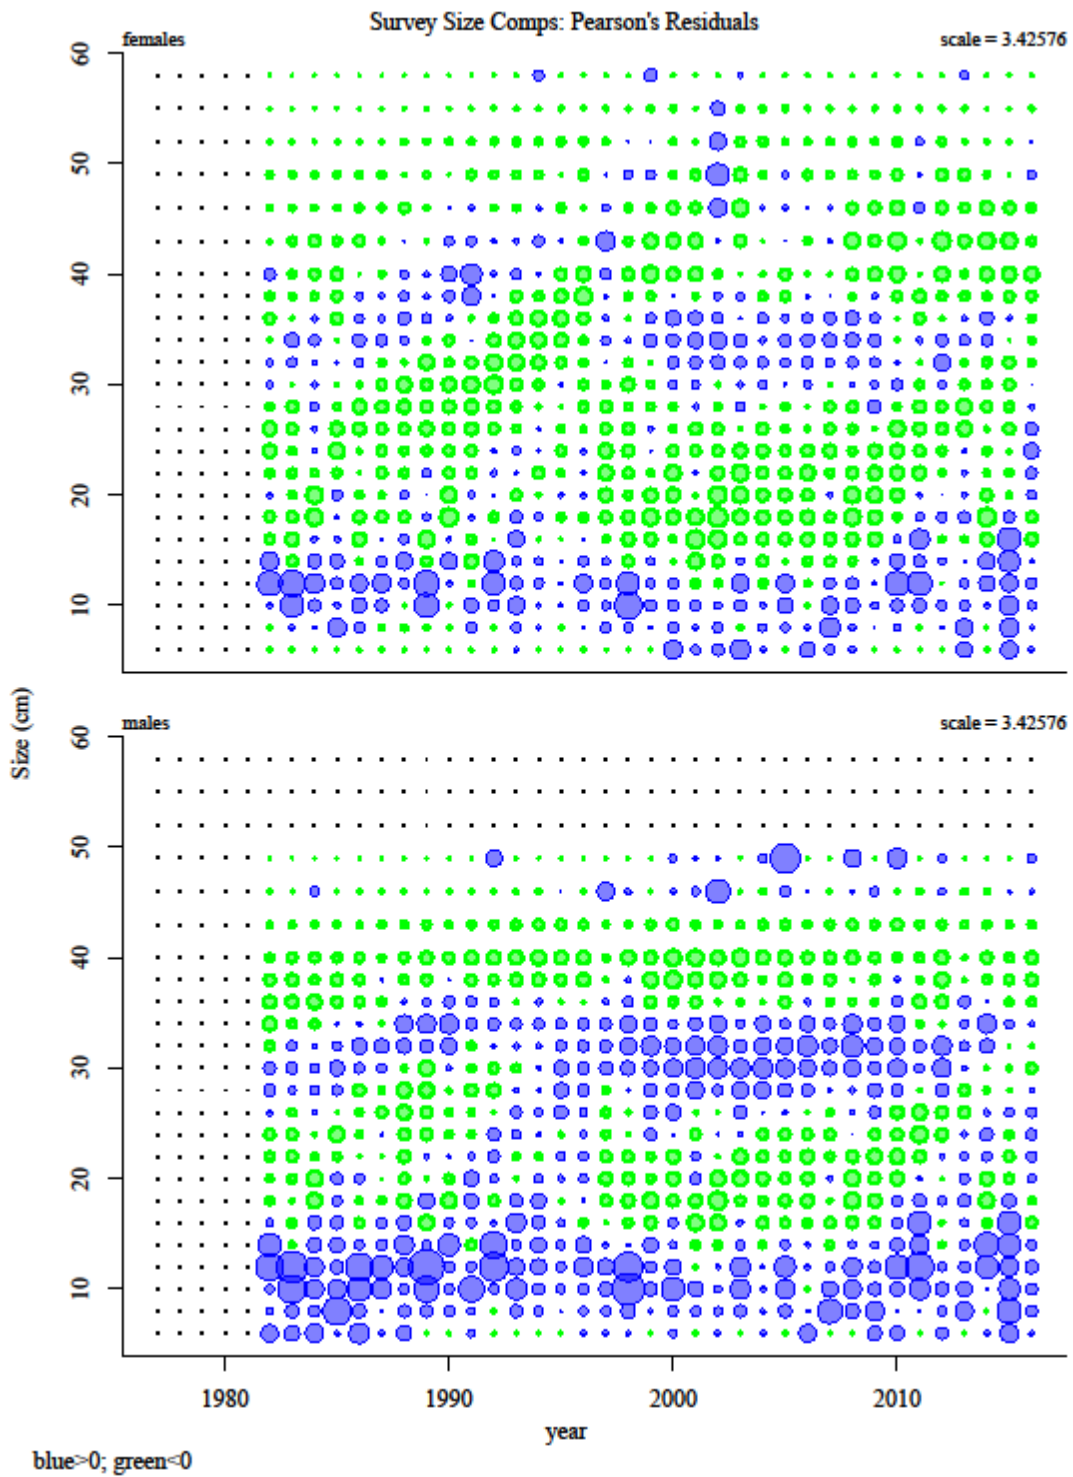 Survey Size Comps: Pearson's Residuals
females scale = 3.42576
60
50
40
30
20
10
males scale = 3.42576
Size (cm)
60
50
40
30
20
10
1980 1990 2000 2010
year
blue>0; green<0